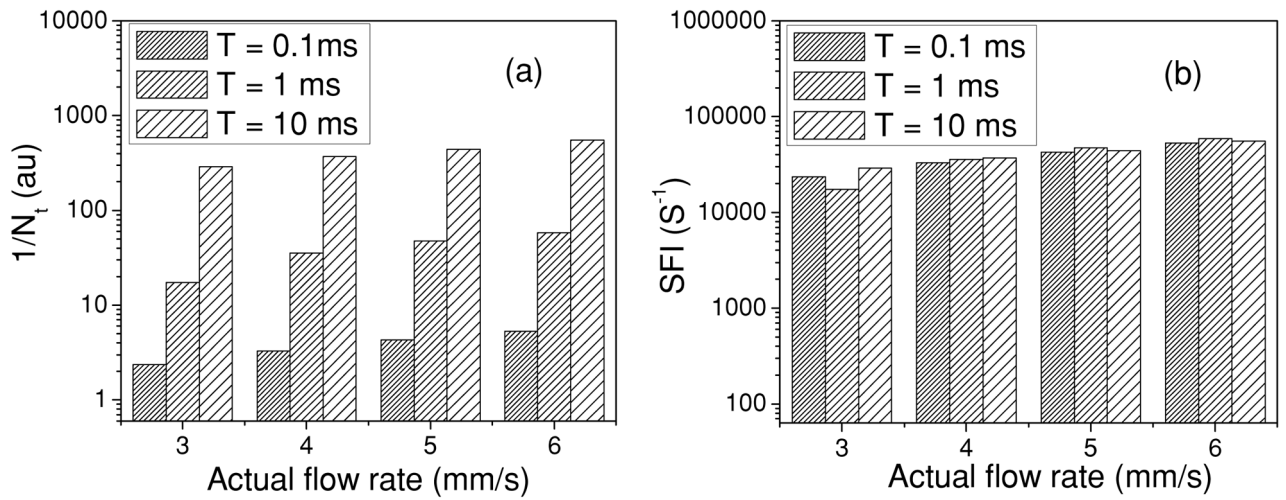 10000
1000
100
10
1
1/Nt (au)
T = 0.1ms
T = 1 ms
T = 10 ms
(a)
3 4 5 6
Actual flow rate (mm/s)
1000000
100000
10000
1000
100
SFI (S-1)
T = 0.1 ms
T = 1 ms
T = 10 ms
(b)
3 4 5 6
Actual flow rate (mm/s)